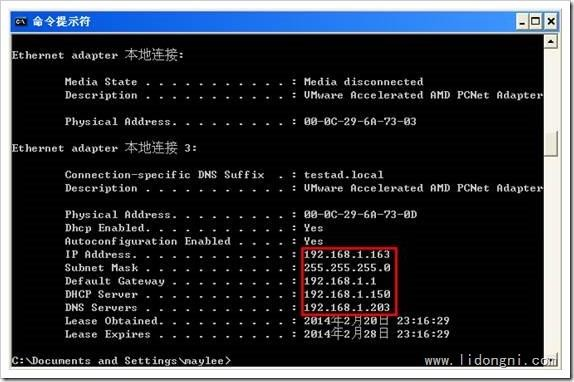 命令提示符
Ethernet adapter 本地连接:
Media State . . . . . . . . . . . : Media disconnected
Description . . . . . . . . . . . : VMware Accelerated AMD PCNet Adapter
Physical Address. . . . . . . . . : 00-0C-29-6A-73-03
Ethernet adapter 本地连接 3:
Connection-specific DNS Suffix  . : testad.local
Description . . . . . . . . . . . : VMware Accelerated AMD PCNet Adapter
Physical Address. . . . . . . . . : 00-0C-29-6A-73-0D
Dhcp Enabled. . . . . . . . . . . : Yes
Autoconfiguration Enabled . . . . : Yes
IP Address. . . . . . . . . . . . : 192.168.1.163
Subnet Mask . . . . . . . . . . . : 255.255.255.0
Default Gateway . . . . . . . . . : 192.168.1.1
DHCP Server . . . . . . . . . . . : 192.168.1.150
DNS Servers . . . . . . . . . . . : 192.168.1.203
Lease Obtained. . . . . . . . . . : 2014年2月20日 23:16:29
Lease Expires . . . . . . . . . . : 2014年2月28日 23:16:29
C:\Documents and Settings\maylee>
www.lidongni.com